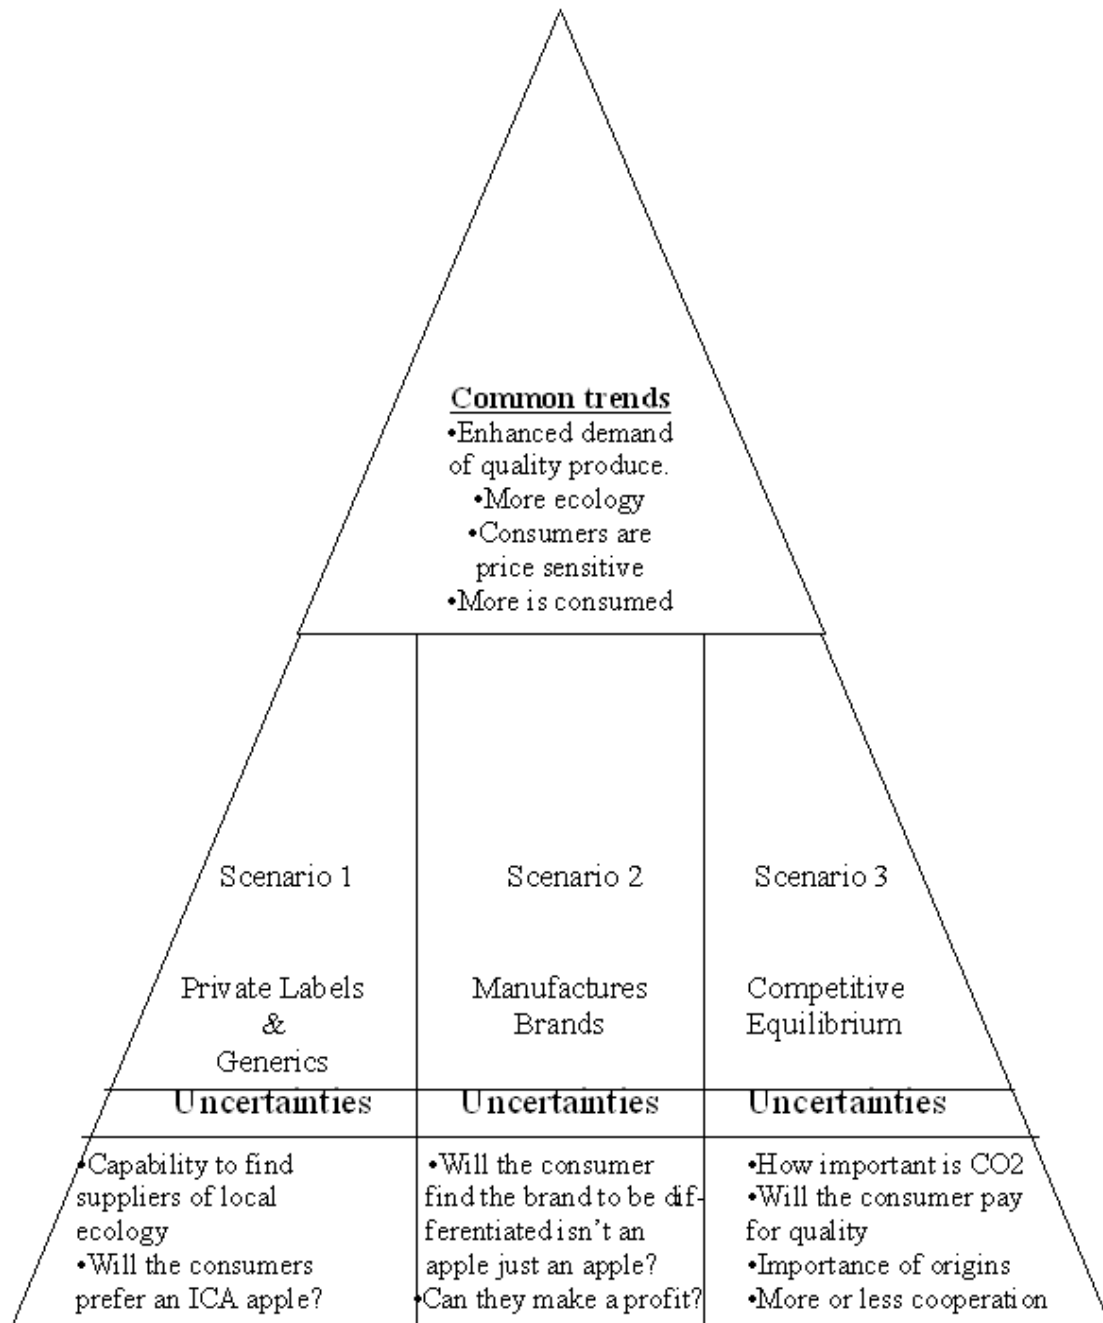 Common trends
•Enhanced demand
of quality produce.
•More ecology
•Consumers are
price sensitive
•More is consumed
Scenario 1
Private Labels
&
Generics
Scenario 2
Manufactures
Brands
Scenario 3
Competitive
Equilibrium
Uncertainties
•Capability to find
suppliers of local
ecology
•Will the consumers
prefer an ICA apple?
Uncertainties
•Will the consumer
find the brand to be dif-
ferentiated isn't an
apple just an apple?
•Can they make a profit?
Uncertainties
•How important is CO2
•Will the consumer pay
for quality
•Importance of origins
•More or less cooperation